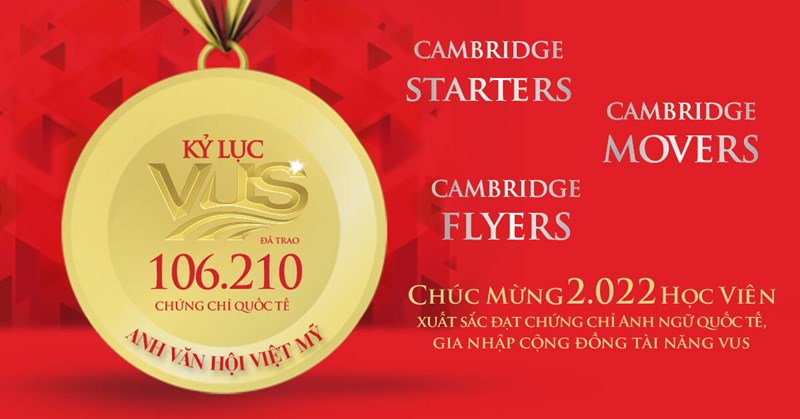 KỶ LỤC
VUS
ĐÃ TRAO
106.210
CHỨNG CHỈ QUỐC TẾ
ANH VĂN HỘI VIỆT MỸ
CAMBRIDGE
STARTERS
CAMBRIDGE
MOVERS
CAMBRIDGE
FLYERS
CHÚC MỪNG 2.022 HỌC VIÊN
XUẤT SẮC ĐẠT CHỨNG CHỈ ANH NGỮ QUỐC TẾ,
GIA NHẬP CỘNG ĐỒNG TÀI NĂNG VUS